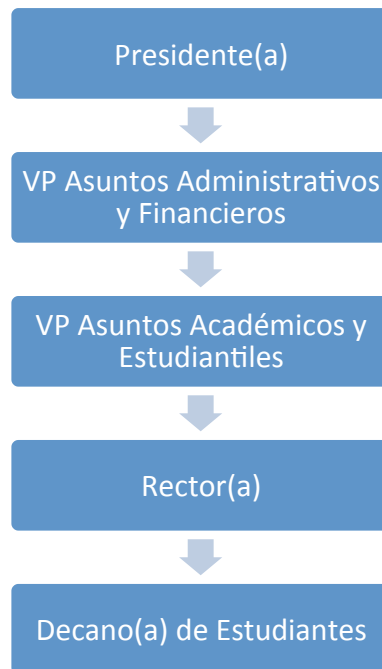 Presidente(a)
VP Asuntos Administrativos
y Financieros
VP Asuntos Académicos y
Estudiantiles
Rector(a)
Decano(a) de Estudiantes